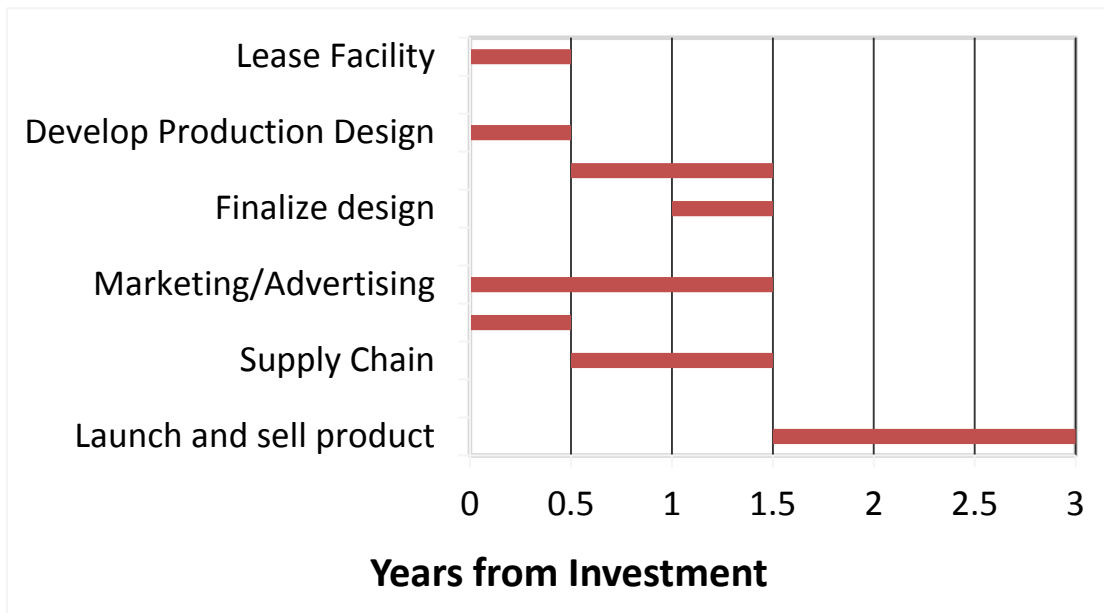 Lease Facility
Develop Production Design
Finalize design
Marketing/Advertising
Supply Chain
Launch and sell product
0 0.5 1 1.5 2 2.5 3
Years from Investment